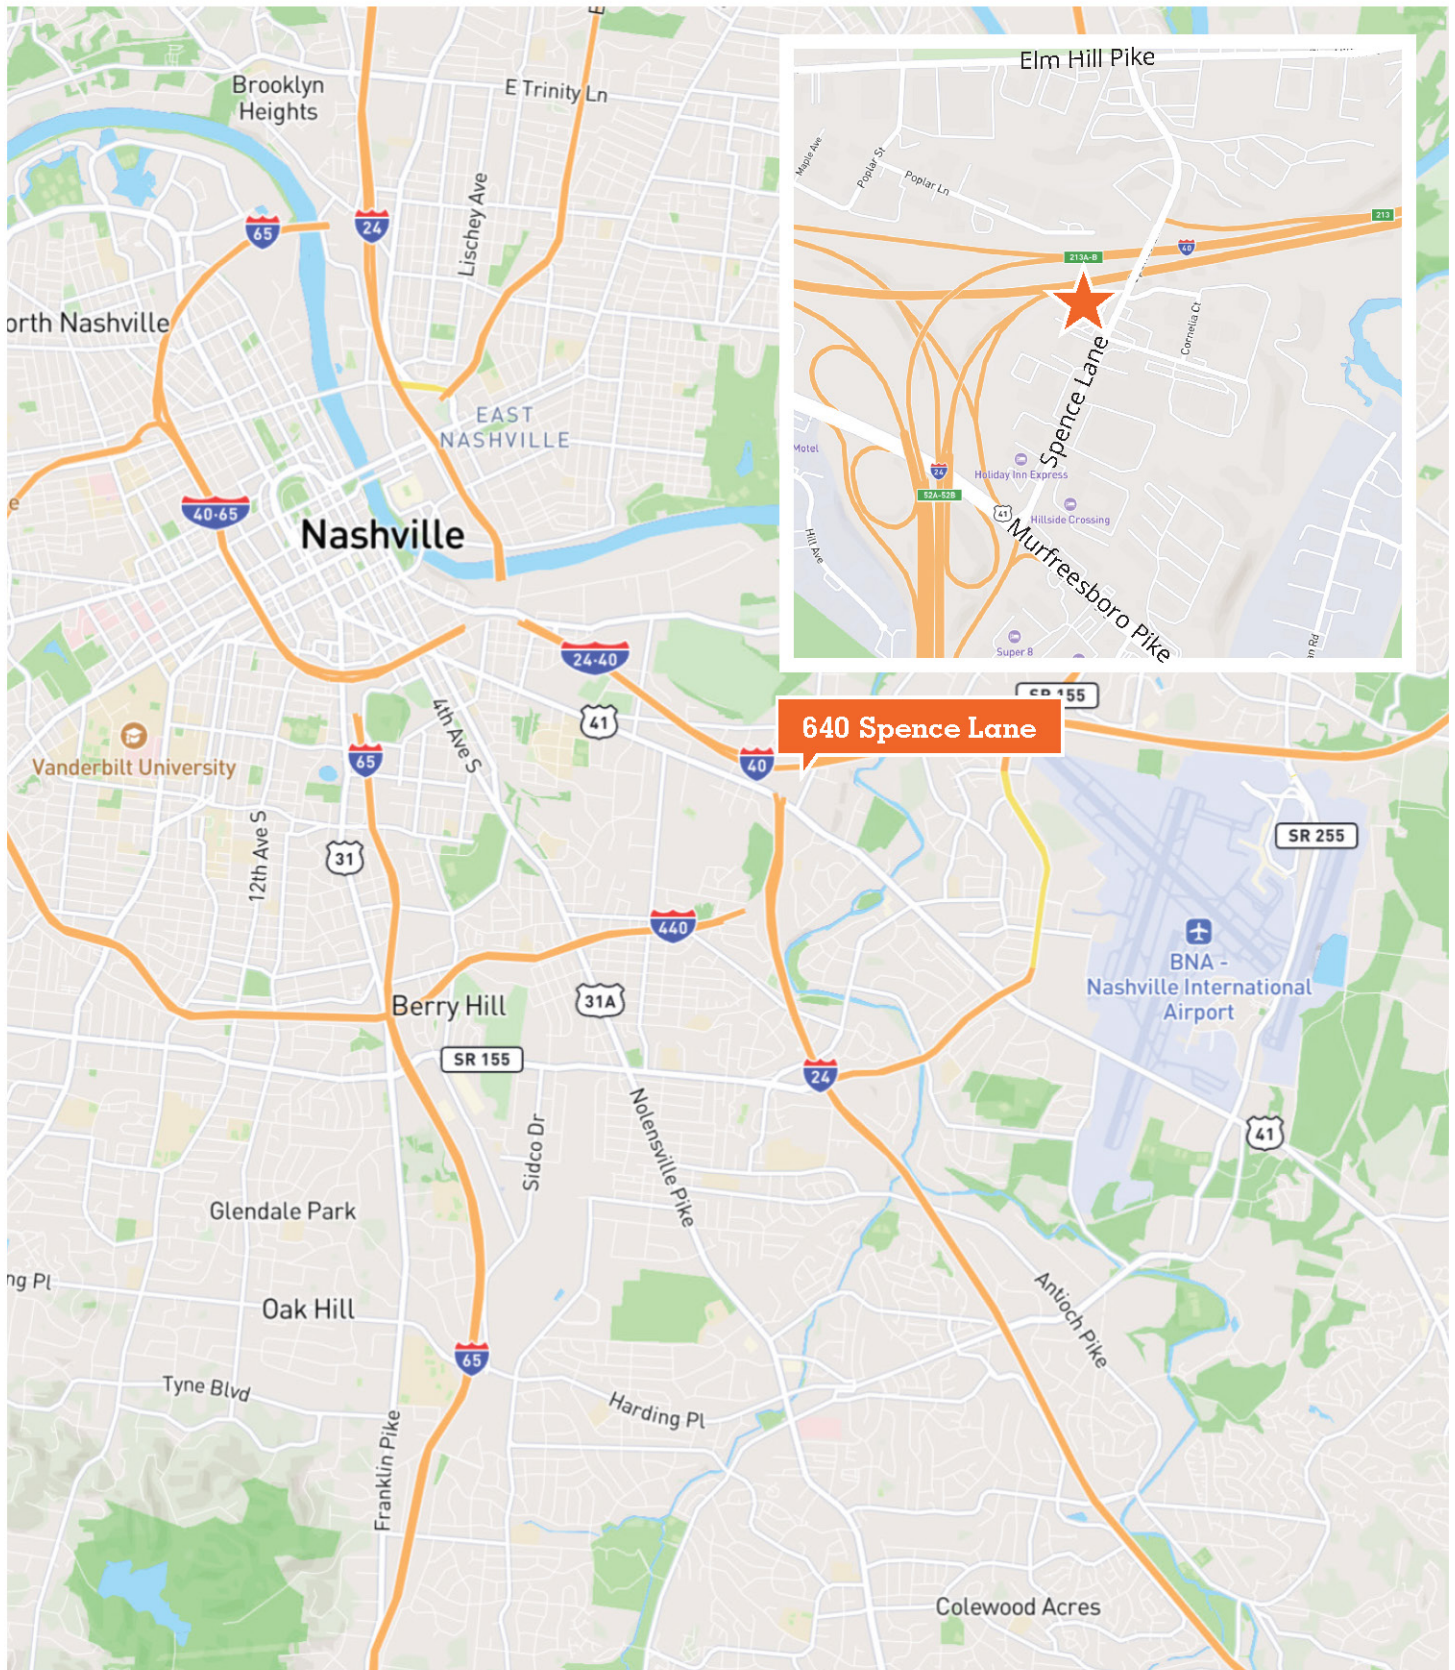 Brooklyn
Heights
E Trinity Ln
Lischey Ave
65
24
orth Nashville
EAST
NASHVILLE
40-65
Nashville
24-40
41
4th Ave S
Vanderbilt University
65
40
12th Ave S
31
440
Berry Hill
31A
SR 155
24
Sidco Dr
Nolensville Pike
Glendale Park
ng Pl
Oak Hill
65
Tyne Blvd
Harding Pl
Franklin Pike
Antioch Pike
Colewood Acres
41
BNA -
Nashville International
Airport
SR 255
SR 155
640 Spence Lane
Elm Hill Pike
Maple Ave
Poplar St
Poplar Ln
213
40
213A-B
Cornelia Ct
Spence Lane
Motel
24
Holiday Inn Express
52A-52B
41
Hillside Crossing
Hill Ave
Murfreesboro Pike
Super 8
an Rd